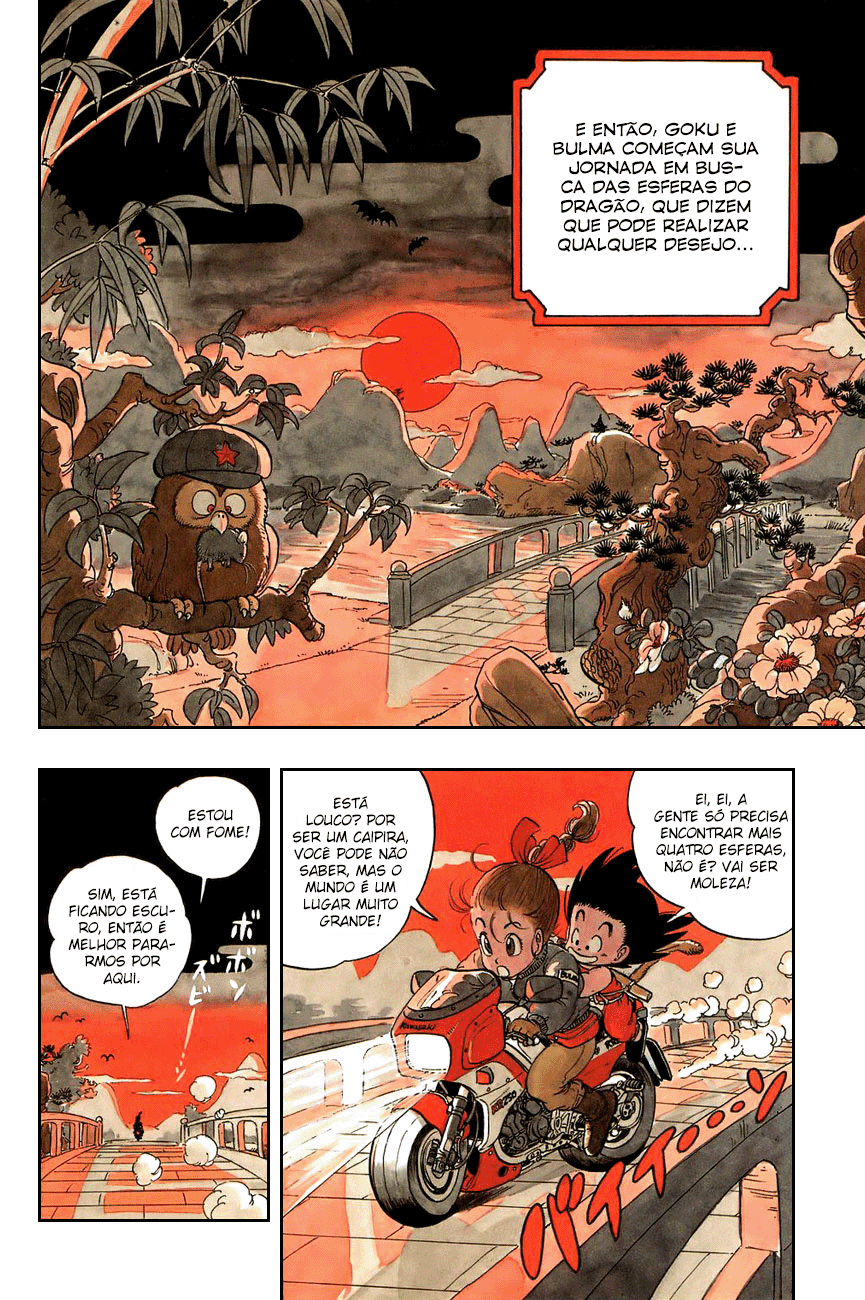 E ENTÃO, GOKU E
BULMA COMEÇAM SUA
JORNADA EM BUS-
CA DAS ESFERAS DO
DRAGÃO, QUE DIZEM
QUE PODE REALIZAR
QUALQUER DESEJO...
EI, EI, A
GENTE SÓ PRECISA
ENCONTRAR MAIS
QUATRO ESFERAS,
NÃO É? VAI SER
MOLEZA!
ESTÁ
LOUCO? POR
SER UM CAIPIRA,
VOCÊ PODE NÃO
SABER, MAS O
MUNDO É UM
LUGAR MUITO
GRANDE!
BULMA
Kawasaki
バイイ・・・ン
ESTOU
COM FOME!
SIM, ESTÁ
FICANDO ESCU-
RO, ENTÃO É
MELHOR PARA-
RMOS POR
AQUI.
ボボン
ズビ